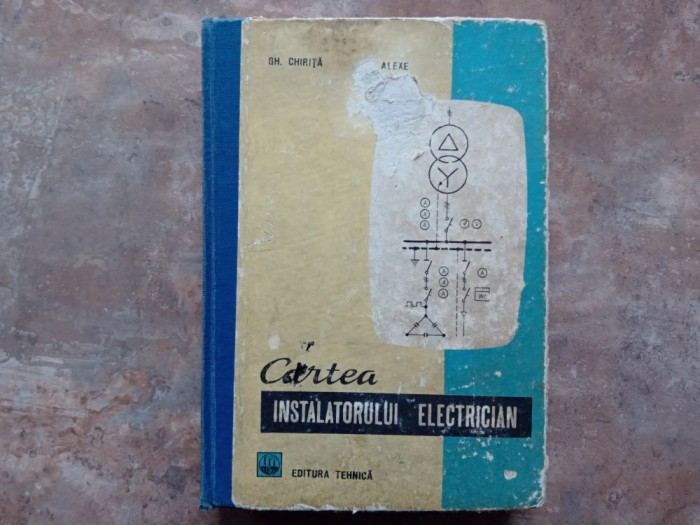 GH. CHIRIȚĂ ALEXE
Cartea
INSTALATORULUI ELECTRICIAN
EDITURA TEHNICĂ